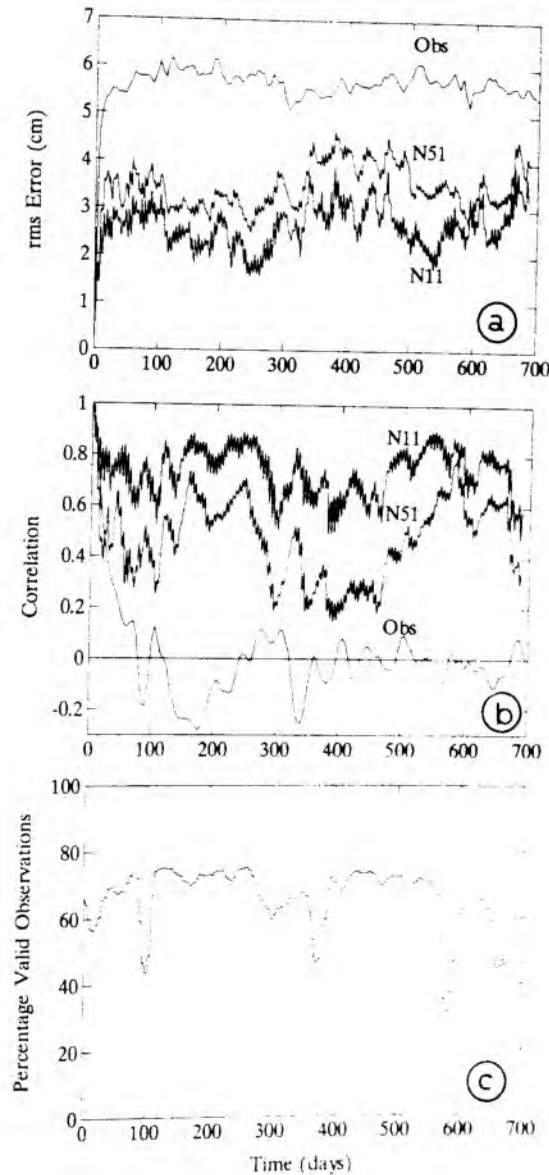 7
6
5
4
3
2
1
0
rms Error (cm)
Obs
N51
N11
a
0 100 200 300 400 500 600 700
1
0.8
0.6
0.4
0.2
0
-0.2
Correlation
N11
N51
Obs
b
0 100 200 300 400 500 600 700
100
80
60
40
20
0
Percentage Valid Observations
c
0 100 200 300 400 500 600 700
Time (days)